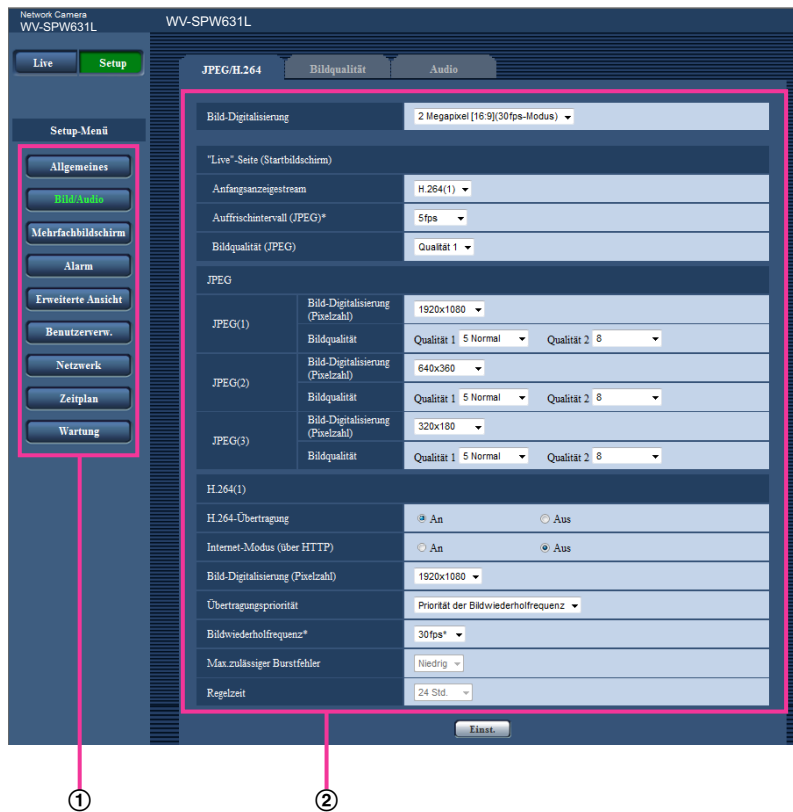 Network Camera
WV-SPW631L
WV-SPW631L
Live Setup
Setup-Menü
Allgemeines
Bild/Audio
Mehrfachbildschirm
Alarm
Erweiterte Ansicht
Benutzerverw.
Netzwerk
Zeitplan
Wartung
JPEG/H.264 Bildqualität Audio
Bild-Digitalisierung 2 Megapixel [16:9](30fps-Modus)
"Live"-Seite (Startbildschirm)
Anfangsanzeigestream H.264(1)
Auffrischintervall (JPEG)* 5fps
Bildqualität (JPEG) Qualität 1
JPEG
JPEG(1)
Bild-Digitalisierung (Pixelzahl) 1920x1080
Bildqualität Qualität 1 5 Normal Qualität 2 8
JPEG(2)
Bild-Digitalisierung (Pixelzahl) 640x360
Bildqualität Qualität 1 5 Normal Qualität 2 8
JPEG(3)
Bild-Digitalisierung (Pixelzahl) 320x180
Bildqualität Qualität 1 5 Normal Qualität 2 8
H.264(1)
H.264-Übertragung An Aus
Internet-Modus (über HTTP) An Aus
Bild-Digitalisierung (Pixelzahl) 1920x1080
Übertragungspriorität Priorität der Bildwiederholfrequenz
Bildwiederholfrequenz* 30fps*
Max.zulässiger Burstfehler Niedrig
Regelzeit 24 Std.
Einst.
① ②